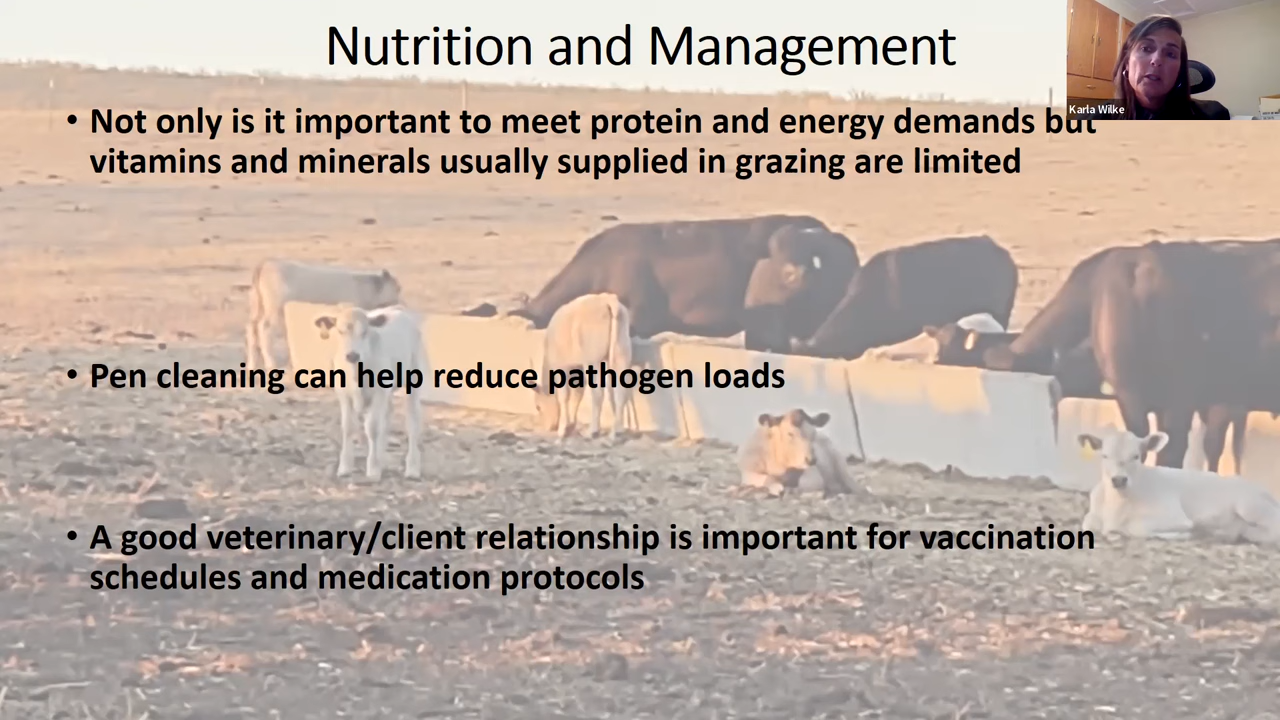 Nutrition and Management
Karla Wilke
• Not only is it important to meet protein and energy demands but
vitamins and minerals usually supplied in grazing are limited
• Pen cleaning can help reduce pathogen loads
• A good veterinary/client relationship is important for vaccination
schedules and medication protocols